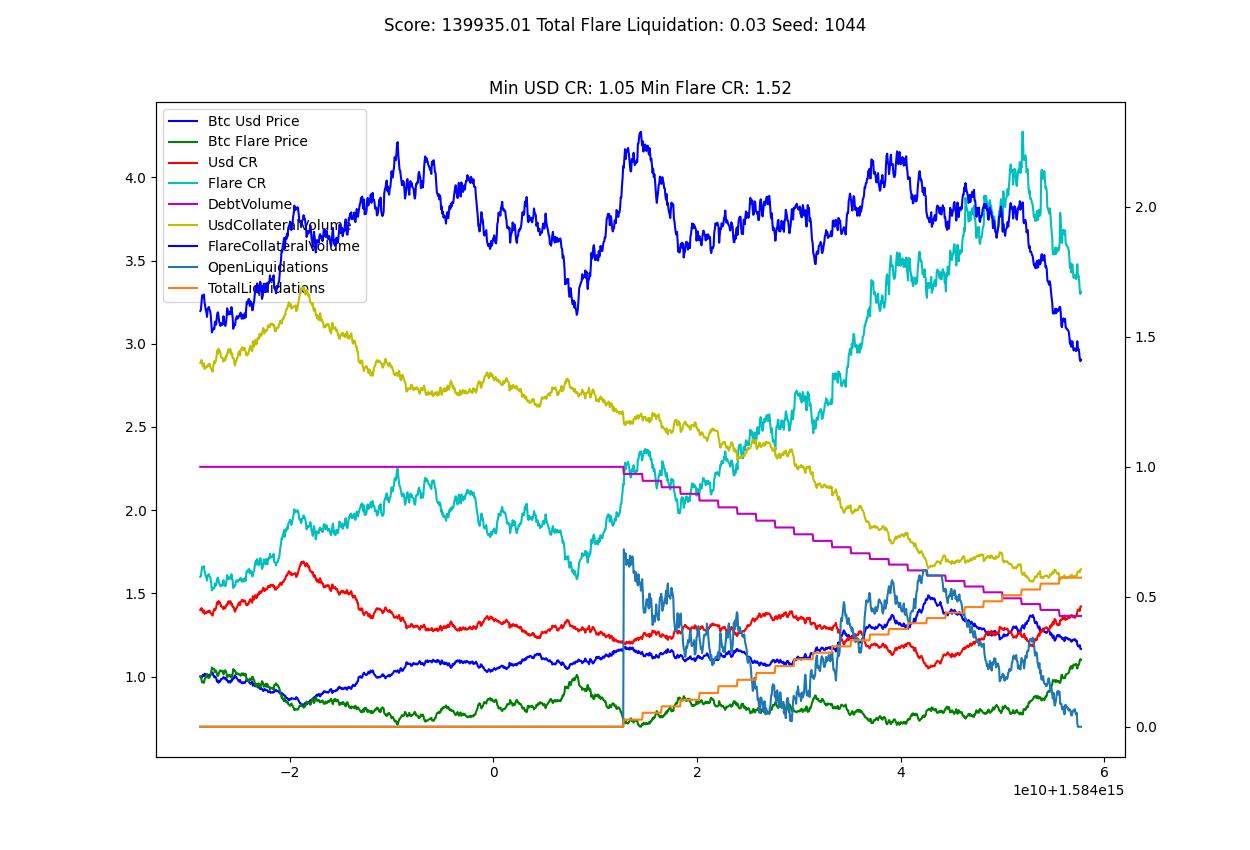 Score: 139935.01 Total Flare Liquidation: 0.03 Seed: 1044
Min USD CR: 1.05 Min Flare CR: 1.52
Btc Usd Price
Btc Flare Price
Usd CR
Flare CR
DebtVolume
UsdCollateralVolume
FlareCollateralVolume
OpenLiquidations
TotalLiquidations
4.0
3.5
3.0
2.5
2.0
1.5
1.0
2.0
1.5
1.0
0.5
0.0
−2
0
2
4
6
1e10+1.584e15